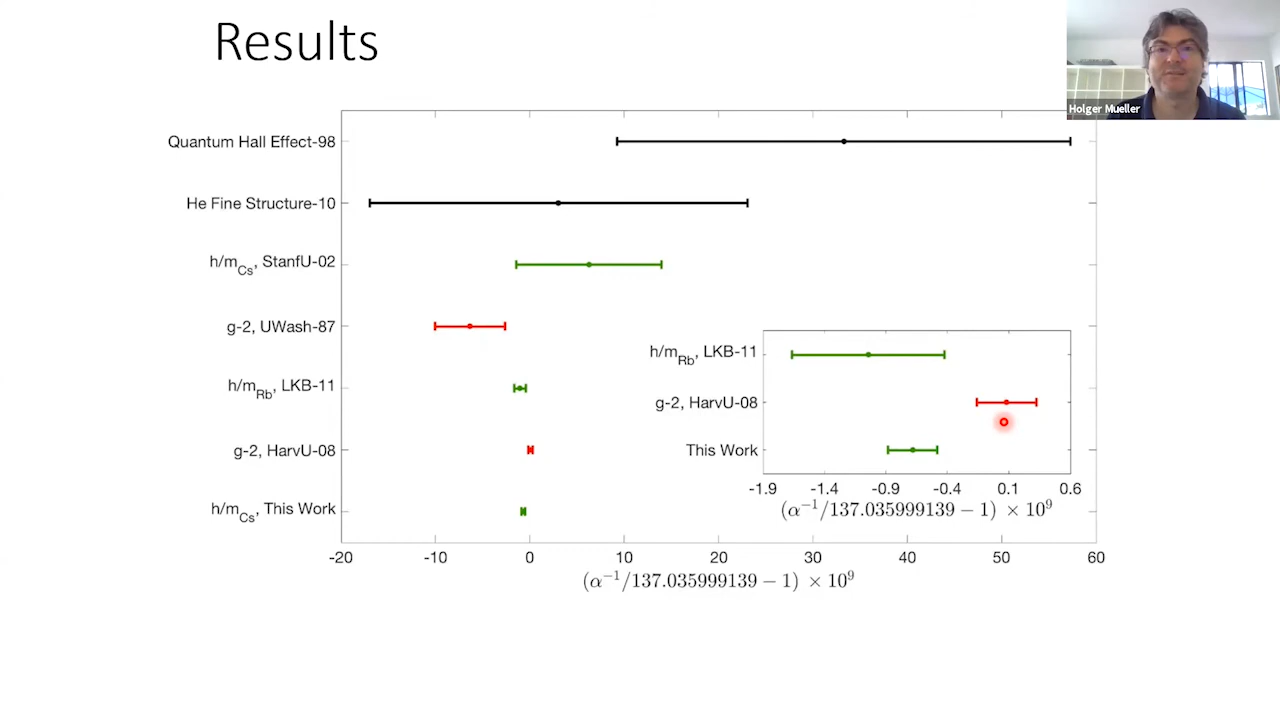 Results
Holger Mueller
Quantum Hall Effect-98
He Fine Structure-10
h/m_Cs, StanfU-02
g-2, UWash-87
h/m_Rb, LKB-11
g-2, HarvU-08
h/m_Cs, This Work
-20 -10 0 10 20 30 40 50 60
(α⁻¹/137.035999139 − 1) × 10⁹
h/m_Rb, LKB-11
g-2, HarvU-08
This Work
-1.9 -1.4 -0.9 -0.4 0.1 0.6
(α⁻¹/137.035999139 − 1) × 10⁹